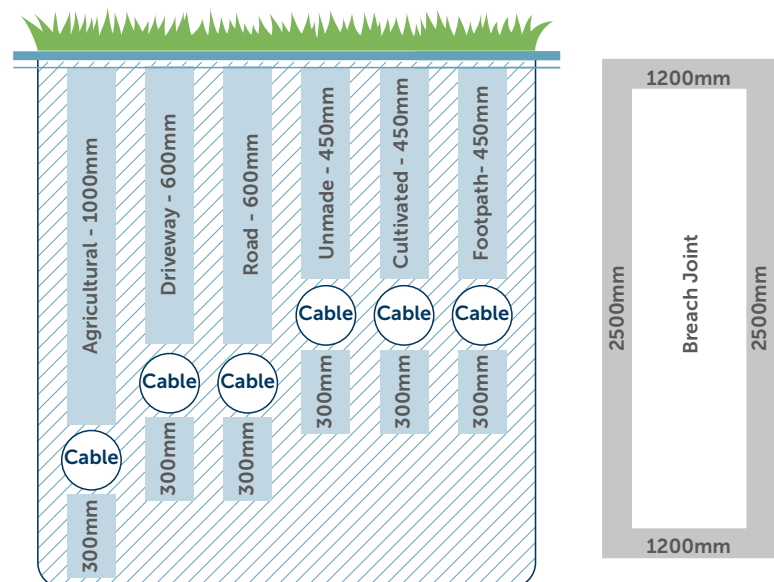 Agricultural - 1000mm
Cable
300mm
Driveway - 600mm
Cable
300mm
Road - 600mm
Cable
300mm
Unmade - 450mm
Cable
300mm
Cultivated - 450mm
Cable
300mm
Footpath- 450mm
Cable
300mm
1200mm
2500mm
Breach Joint
2500mm
1200mm